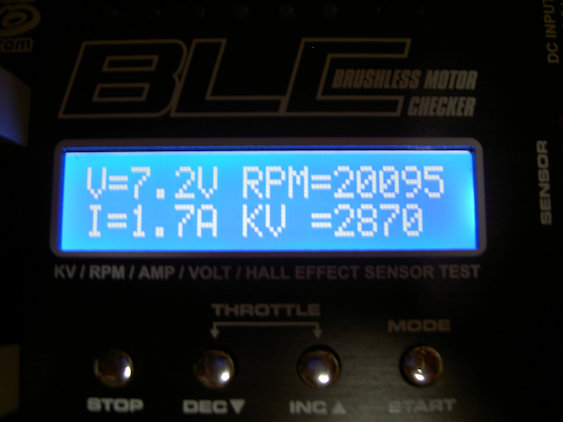 .com
BLC
BRUSHLESS MOTOR
CHECKER
DC INPUT
SENSOR
V=7.2V RPM=20095
I=1.7A KV =2870
KV / RPM / AMP / VOLT / HALL EFFECT SENSOR TEST
THROTTLE
MODE
STOP
DEC▼
INC▲
START